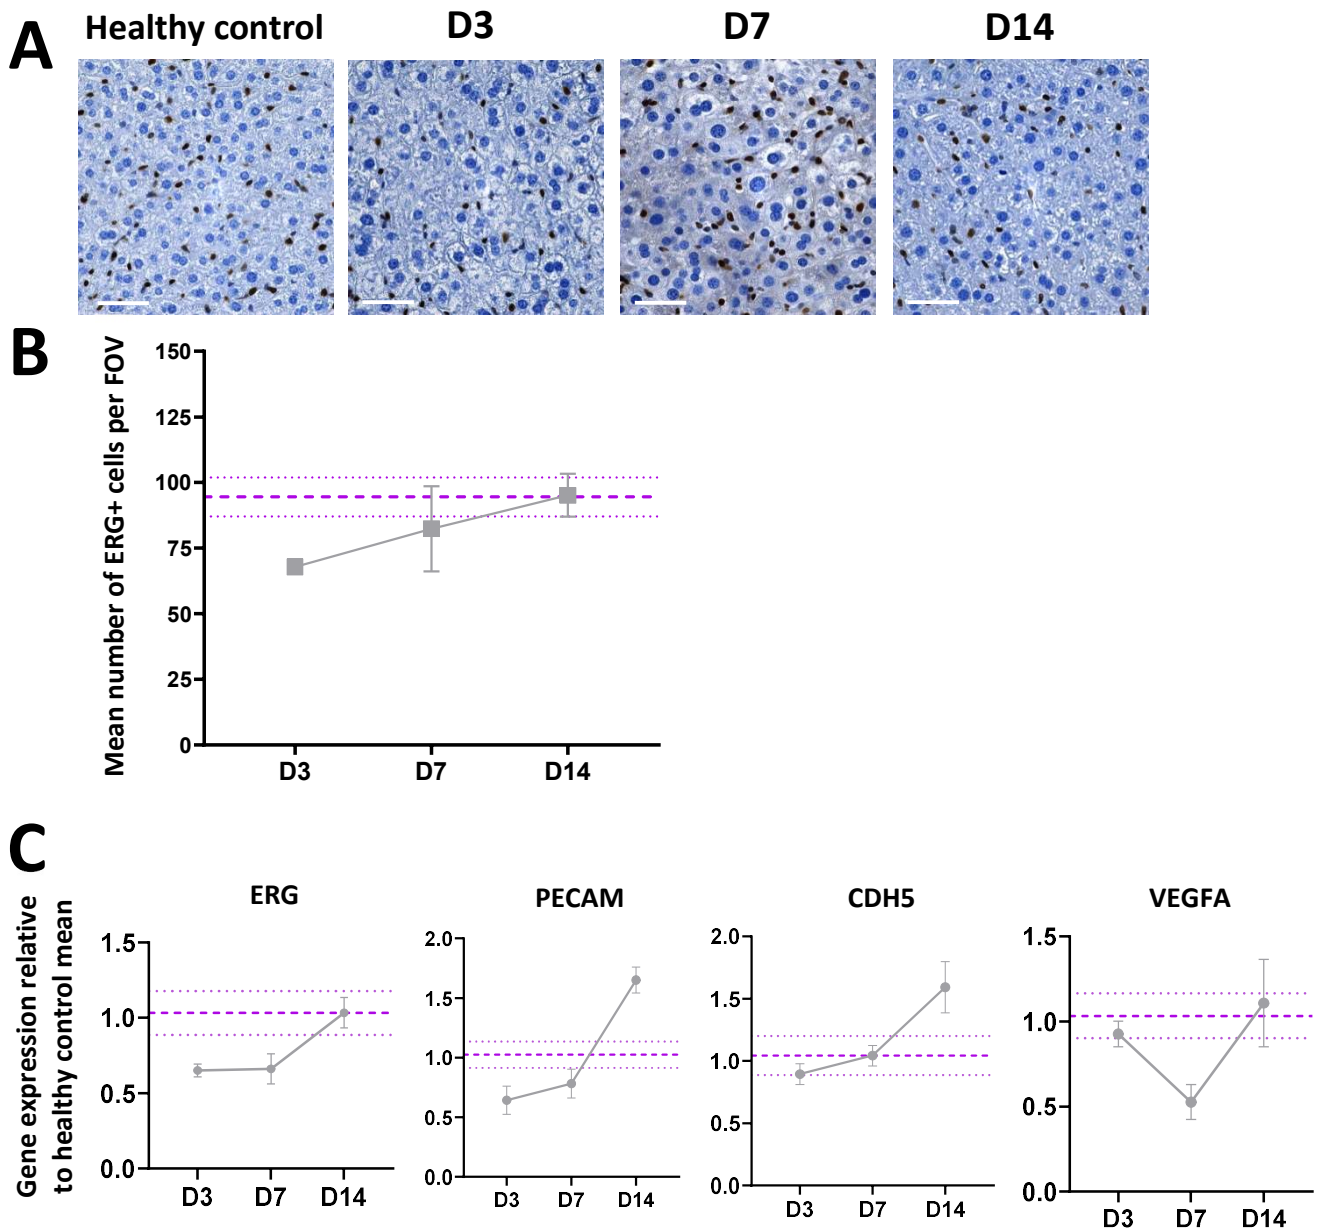 A
Healthy control
D3
D7
D14
B
Mean number of ERG+ cells per FOV
150
125
100
75
50
25
0
D3
D7
D14
C
Gene expression relative
to healthy control mean
ERG
1.5
1.0
0.5
0.0
D3
D7
D14
PECAM
2.0
1.5
1.0
0.5
0.0
D3
D7
D14
CDH5
2.0
1.5
1.0
0.5
0.0
D3
D7
D14
VEGFA
1.5
1.0
0.5
0.0
D3
D7
D14